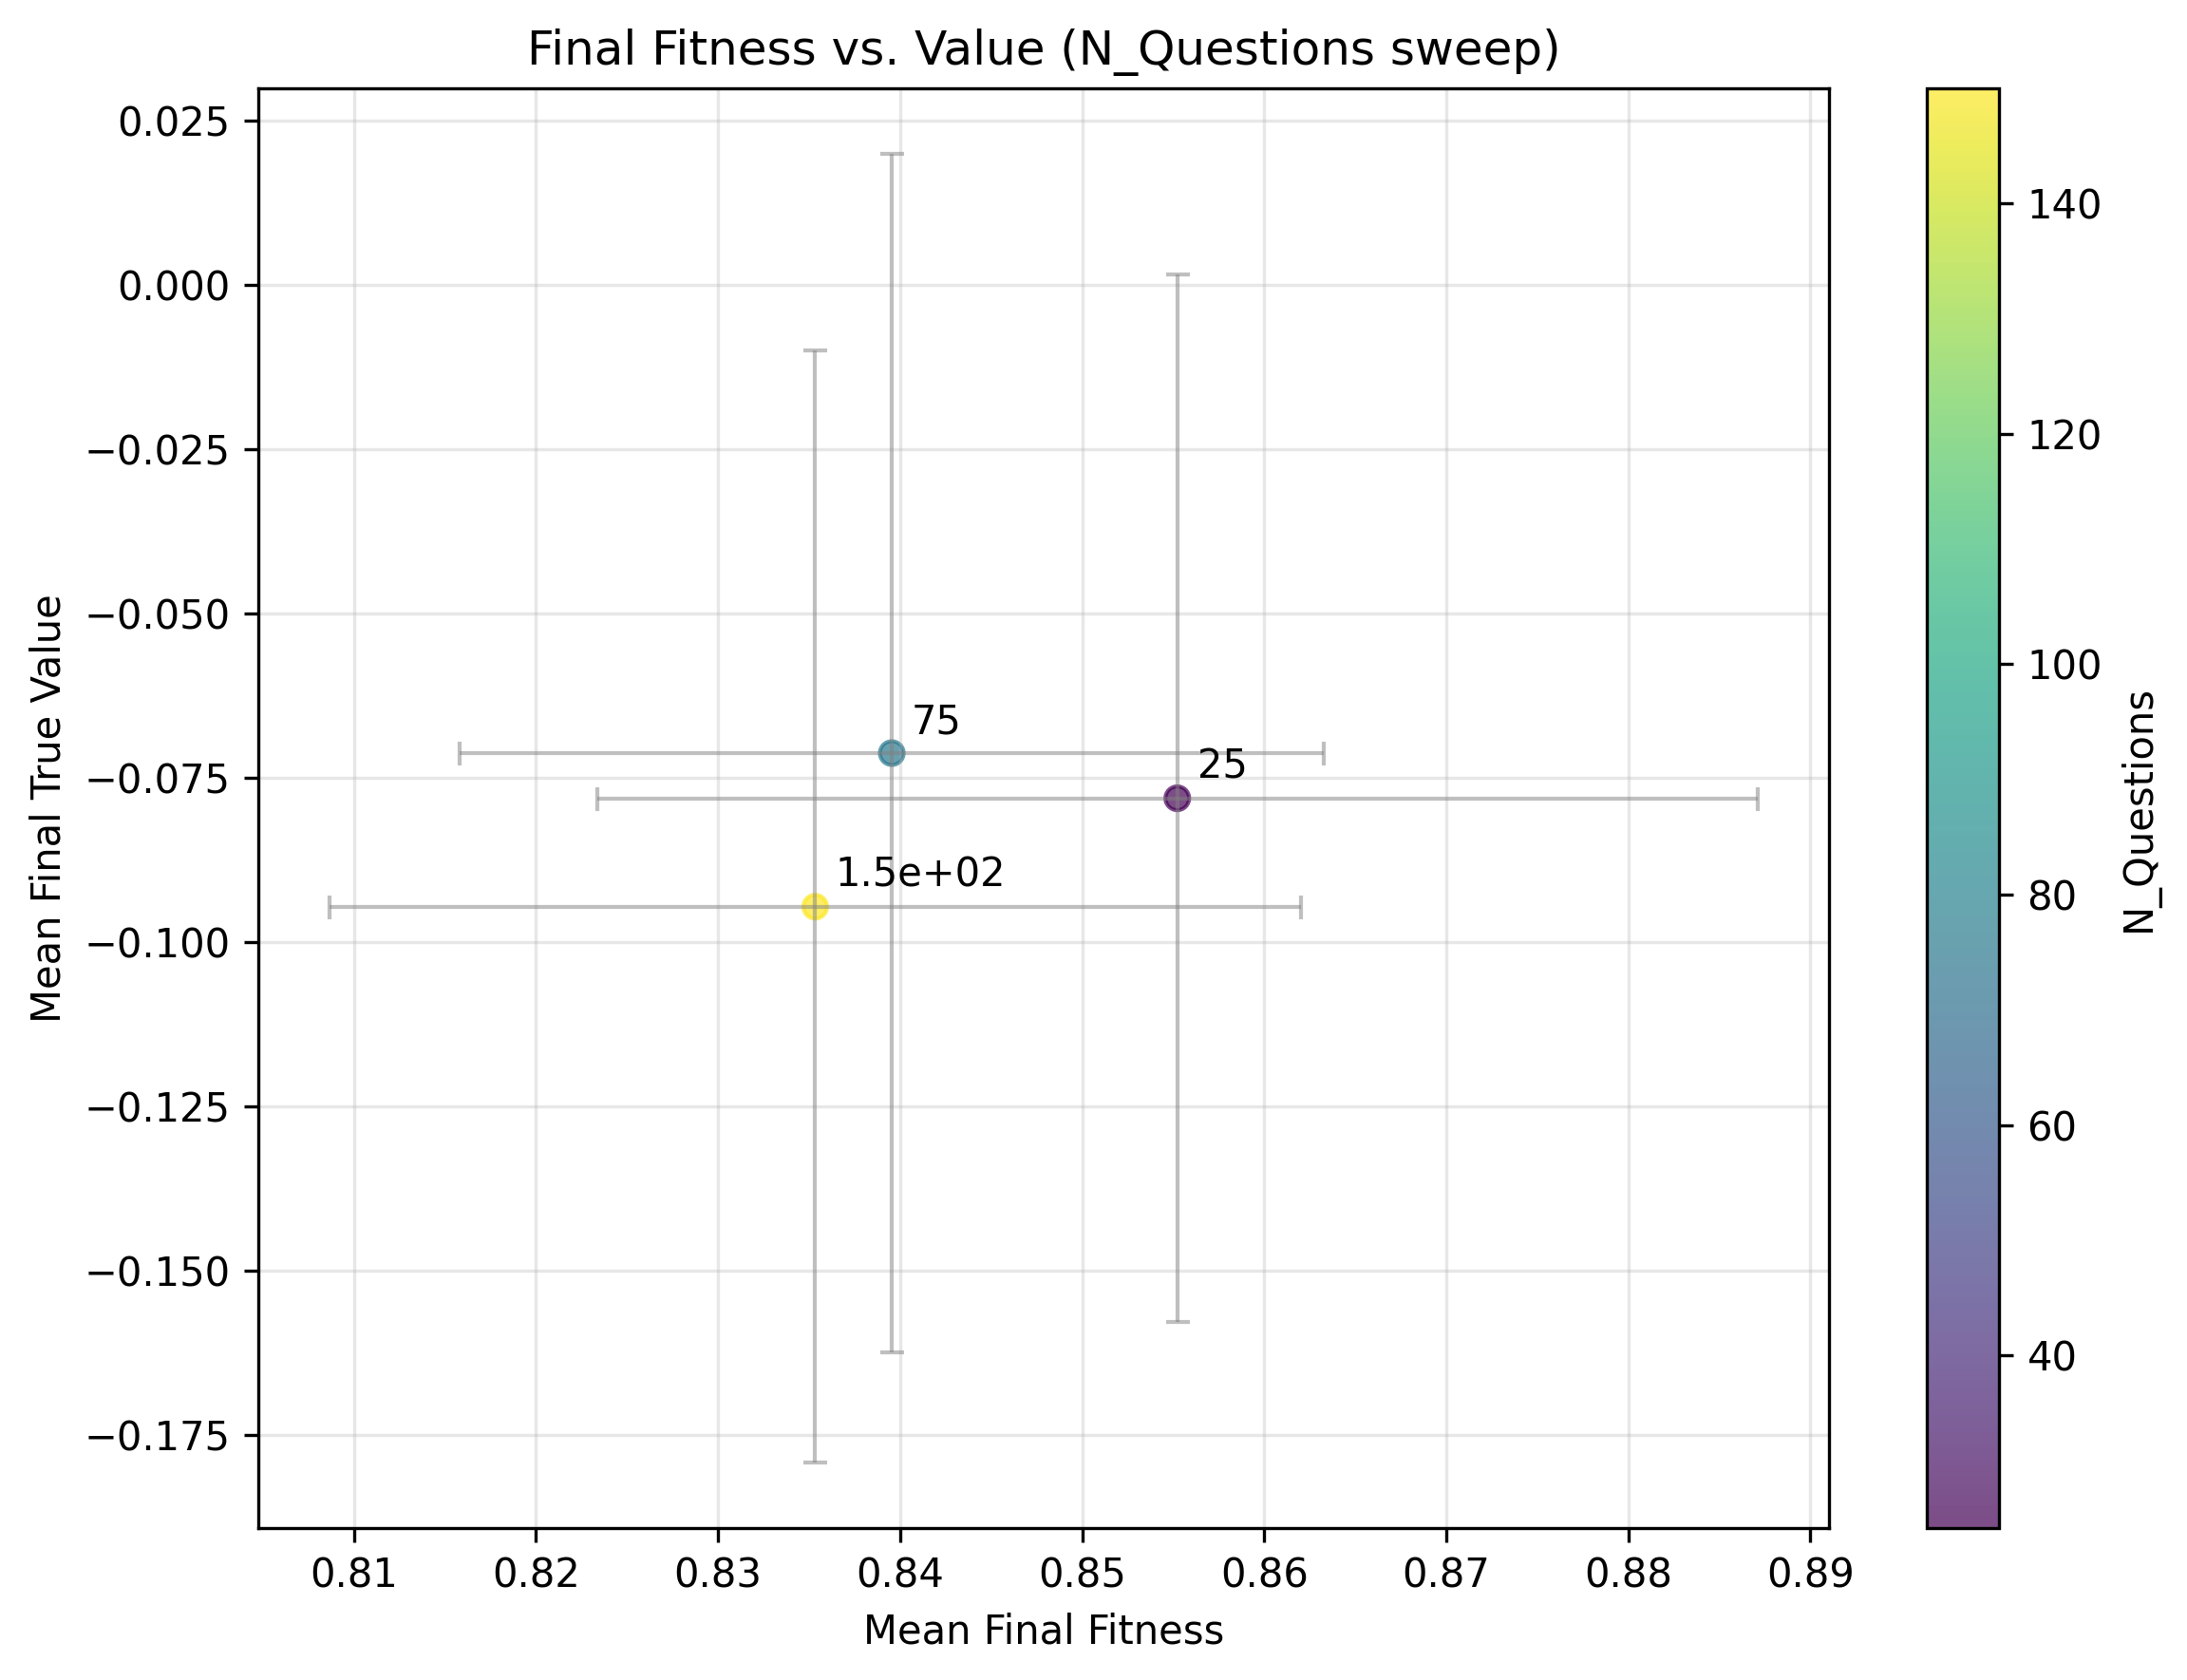 Final Fitness vs. Value (N_Questions sweep)
0.025
0.000
−0.025
−0.050
−0.075
−0.100
−0.125
−0.150
−0.175
Mean Final True Value
75
25
1.5e+02
0.81 0.82 0.83 0.84 0.85 0.86 0.87 0.88 0.89
Mean Final Fitness
140
120
100
80
60
40
N_Questions